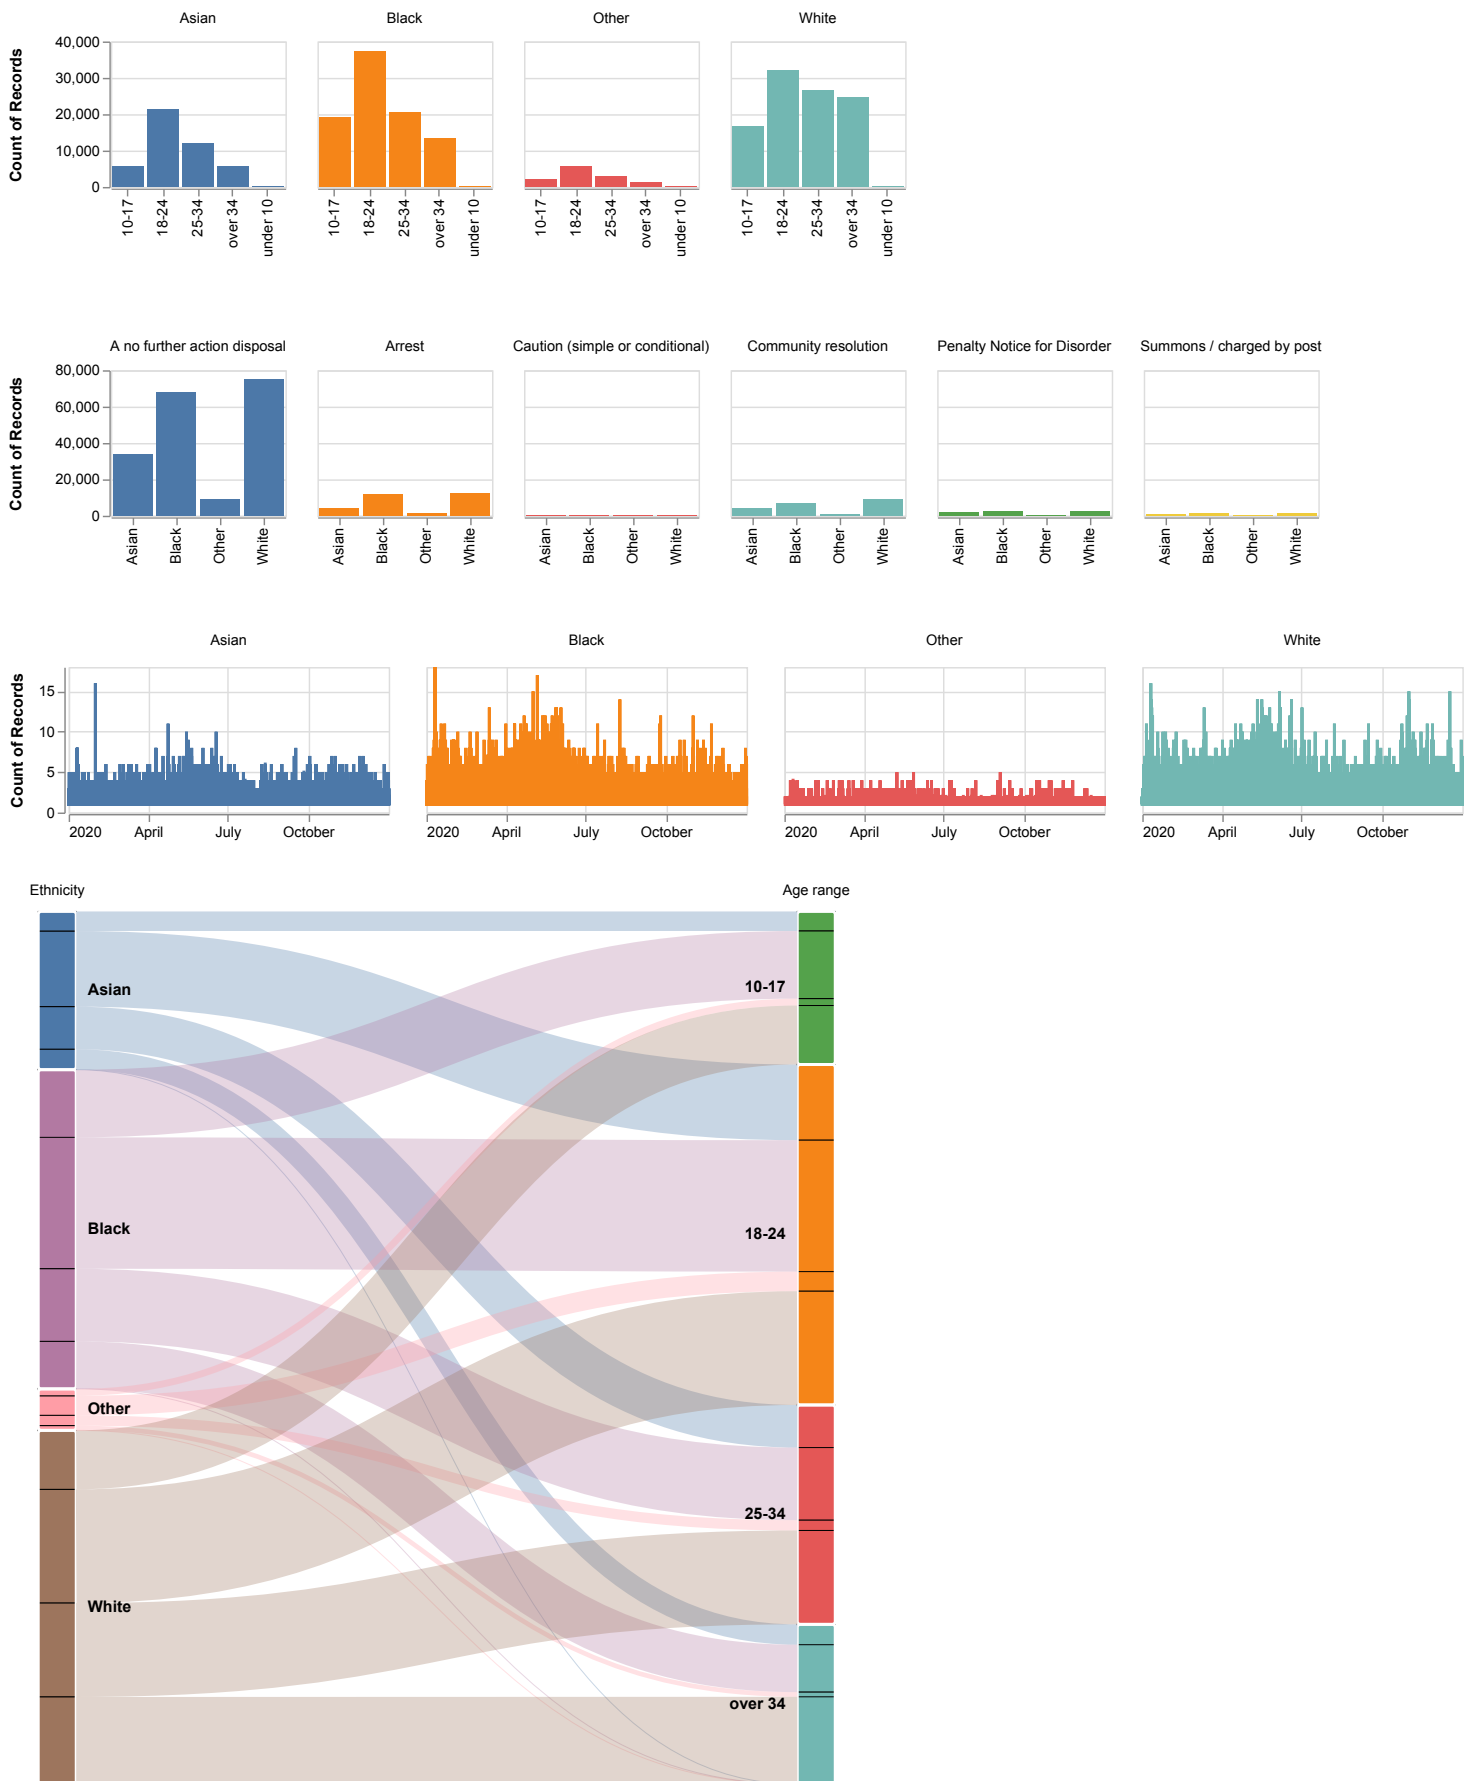 Asian Black Other White
Count of Records
40,000
30,000
20,000
10,000
0
10-17 18-24 25-34 over 34 under 10 10-17 18-24 25-34 over 34 under 10 10-17 18-24 25-34 over 34 under 10 10-17 18-24 25-34 over 34 under 10
A no further action disposal Arrest Caution (simple or conditional) Community resolution Penalty Notice for Disorder Summons / charged by post
Count of Records
80,000
60,000
40,000
20,000
0
Asian Black Other White Asian Black Other White Asian Black Other White Asian Black Other White Asian Black Other White Asian Black Other White
Asian Black Other White
Count of Records
15
10
5
0
2020 April July October 2020 April July October 2020 April July October 2020 April July October
Ethnicity Age range
Asian 10-17
Black 18-24
Other
25-34
White
over 34